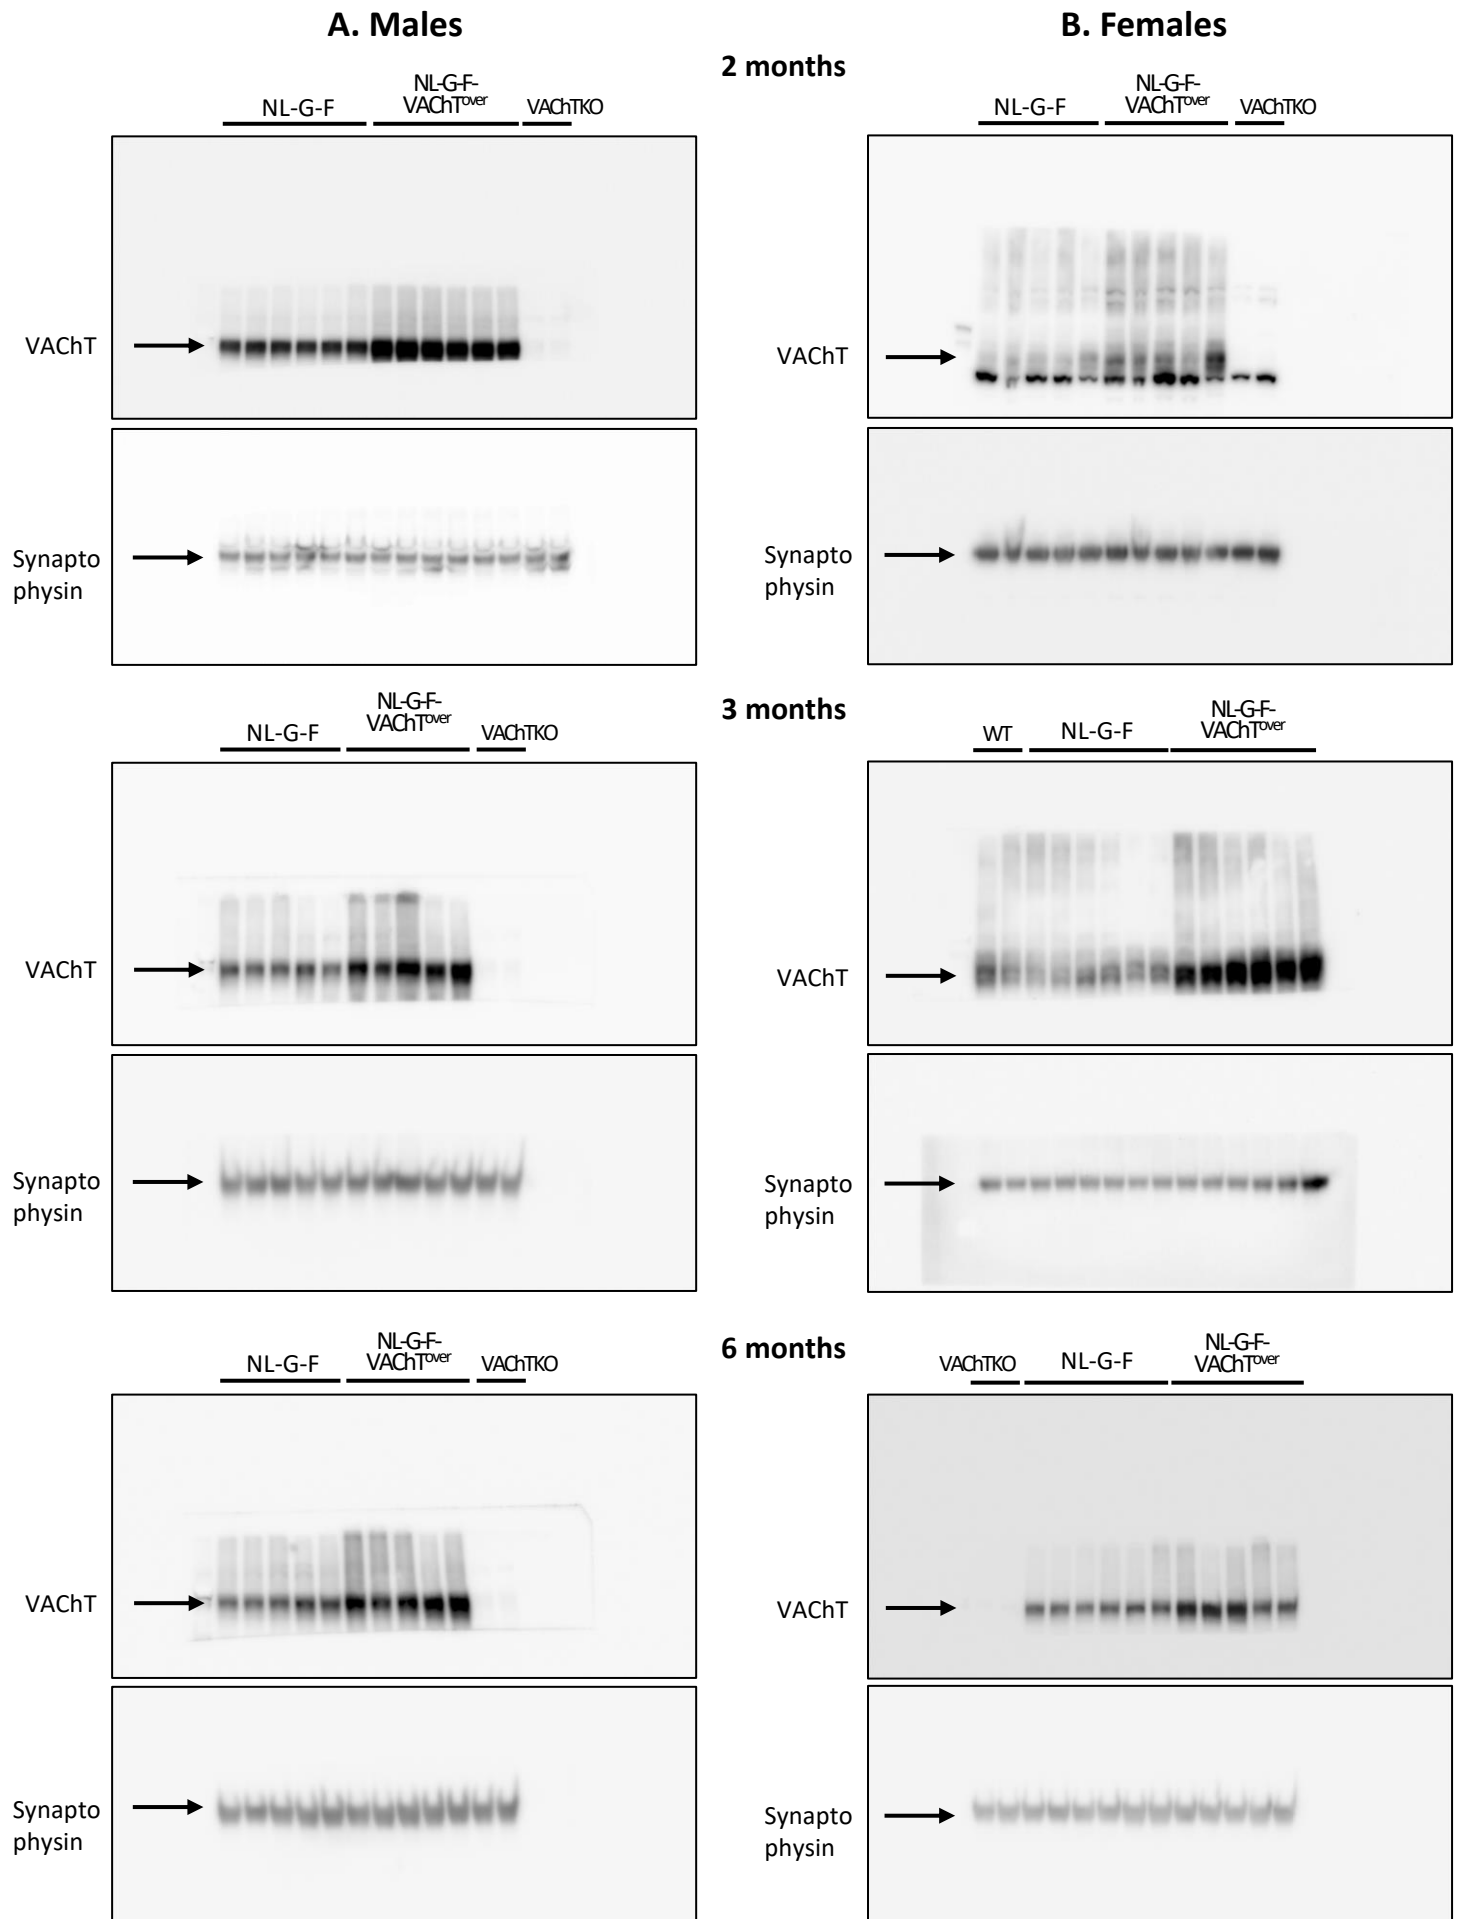 A. Males
B. Females
2 months
NL-G-F
NL-G-F-
VAChTover
VAChTKO
NL-G-F
NL-G-F-
VAChTover
VAChTKO
VAChT
VAChT
Synapto
physin
Synapto
physin
3 months
NL-G-F
NL-G-F-
VAChTover
VAChTKO
WT
NL-G-F
NL-G-F-
VAChTover
VAChT
VAChT
Synapto
physin
Synapto
physin
6 months
NL-G-F
NL-G-F-
VAChTover
VAChTKO
VAChTKO
NL-G-F
NL-G-F-
VAChTover
VAChT
VAChT
Synapto
physin
Synapto
physin